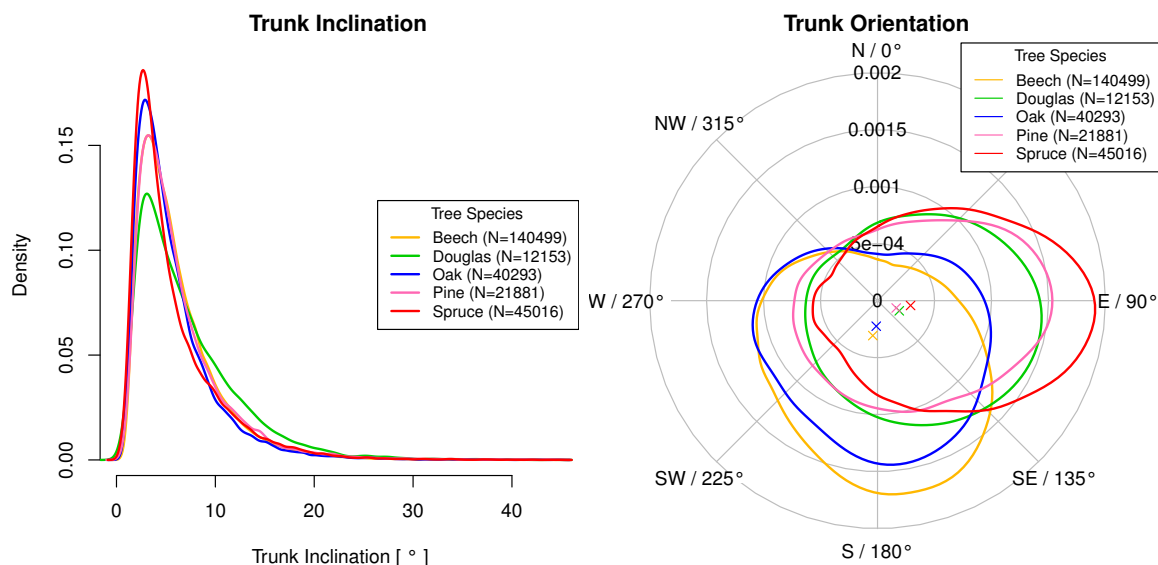 Trunk Inclination
Density
0.00
0.05
0.10
0.15
0
10
20
30
40
Trunk Inclination [ ° ]
Tree Species
Beech (N=140499)
Douglas (N=12153)
Oak (N=40293)
Pine (N=21881)
Spruce (N=45016)
Trunk Orientation
N / 0°
0.002
0.0015
0.001
5e−04
0
NW / 315°
W / 270°
SW / 225°
S / 180°
SE / 135°
E / 90°
Tree Species
Beech (N=140499)
Douglas (N=12153)
Oak (N=40293)
Pine (N=21881)
Spruce (N=45016)